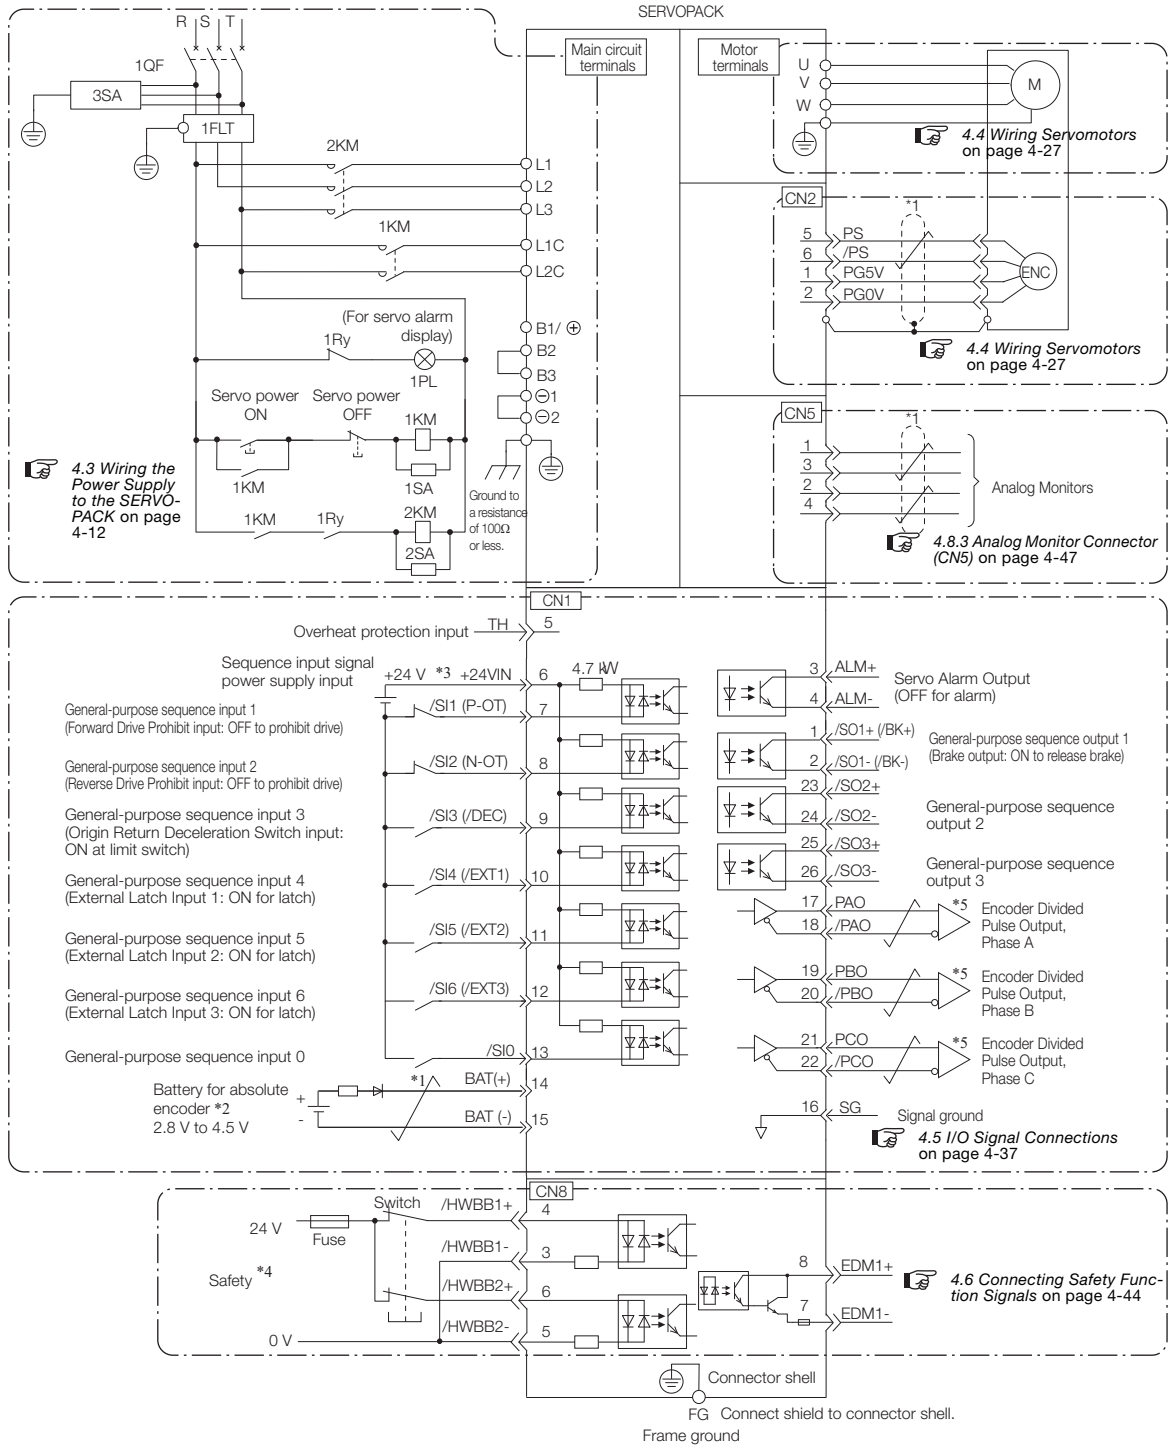 SERVOPACK
R S T
Main circuit
terminals
Motor
terminals
1QF
3SA
1FLT
2KM
L1
L2
L3
1KM
L1C
L2C
(For servo alarm
display)
1Ry
1PL
B1/ ⊕
B2
B3
⊖1
⊖2
Servo power
ON
Servo power
OFF
1KM
1KM
1SA
1KM
1Ry
2KM
2SA
Ground to
a resistance
of 100Ω
or less.
4.3 Wiring the
Power Supply
to the SERVO-
PACK on page
4-12
U
V
W
M
4.4 Wiring Servomotors
on page 4-27
CN2
*1
5 PS
6 /PS
1 PG5V
2 PG0V
ENC
4.4 Wiring Servomotors
on page 4-27
CN5
*1
1
3
2
4
Analog Monitors
4.8.3 Analog Monitor Connector
(CN5) on page 4-47
CN1
Overheat protection input TH 5
Sequence input signal
power supply input
+24 V *3 +24VIN 6 4.7 kW
General-purpose sequence input 1
(Forward Drive Prohibit input: OFF to prohibit drive)
/SI1 (P-OT) 7
General-purpose sequence input 2
(Reverse Drive Prohibit input: OFF to prohibit drive)
/SI2 (N-OT) 8
General-purpose sequence input 3
(Origin Return Deceleration Switch input:
ON at limit switch)
/SI3 (/DEC) 9
General-purpose sequence input 4
(External Latch Input 1: ON for latch)
/SI4 (/EXT1) 10
General-purpose sequence input 5
(External Latch Input 2: ON for latch)
/SI5 (/EXT2) 11
General-purpose sequence input 6
(External Latch Input 3: ON for latch)
/SI6 (/EXT3) 12
General-purpose sequence input 0
/SI0 13
Battery for absolute
encoder *2
2.8 V to 4.5 V
+
-
*1
BAT(+) 14
BAT (-) 15
3 ALM+
4 ALM-
Servo Alarm Output
(OFF for alarm)
1 /SO1+ (/BK+)
2 /SO1- (/BK-)
General-purpose sequence output 1
(Brake output: ON to release brake)
23 /SO2+
24 /SO2-
General-purpose sequence
output 2
25 /SO3+
26 /SO3-
General-purpose sequence
output 3
17 PAO
18 /PAO
*5
Encoder Divided
Pulse Output,
Phase A
19 PBO
20 /PBO
*5
Encoder Divided
Pulse Output,
Phase B
21 PCO
22 /PCO
*5
Encoder Divided
Pulse Output,
Phase C
16 SG
Signal ground
4.5 I/O Signal Connections
on page 4-37
CN8
24 V
Fuse
Switch
Safety *4
0 V
/HWBB1+ 4
/HWBB1- 3
/HWBB2+ 6
/HWBB2- 5
8 EDM1+
7 EDM1-
4.6 Connecting Safety Func-
tion Signals on page 4-44
Connector shell
FG Connect shield to connector shell.
Frame ground